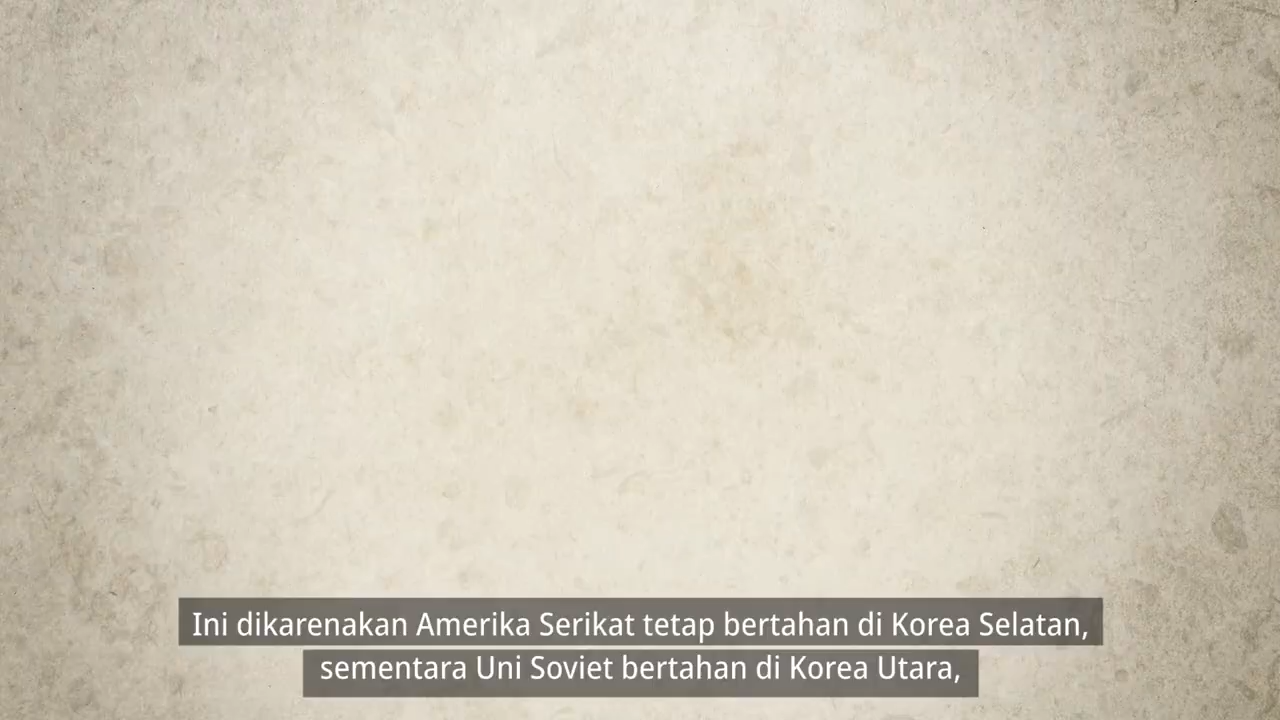 Ini dikarenakan Amerika Serikat tetap bertahan di Korea Selatan,
sementara Uni Soviet bertahan di Korea Utara,